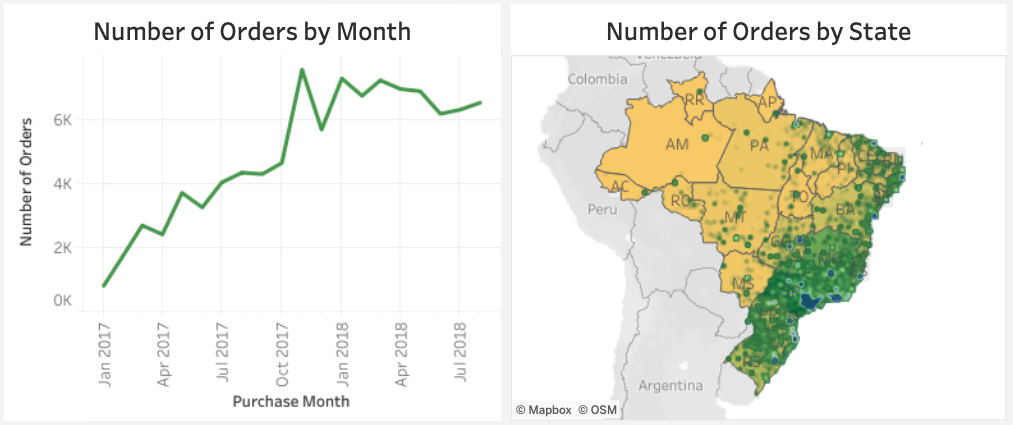 Number of Orders by Month
Number of Orders
6K
4K
2K
0K
Jan 2017
Apr 2017
Jul 2017
Oct 2017
Jan 2018
Apr 2018
Jul 2018
Purchase Month
Number of Orders by State
Venezuela
Colombia
RR
AP
AM
PA
MA
CE
PI
AC
RO
TO
BA
MT
MG
MS
Peru
RS
Argentina
© Mapbox © OSM